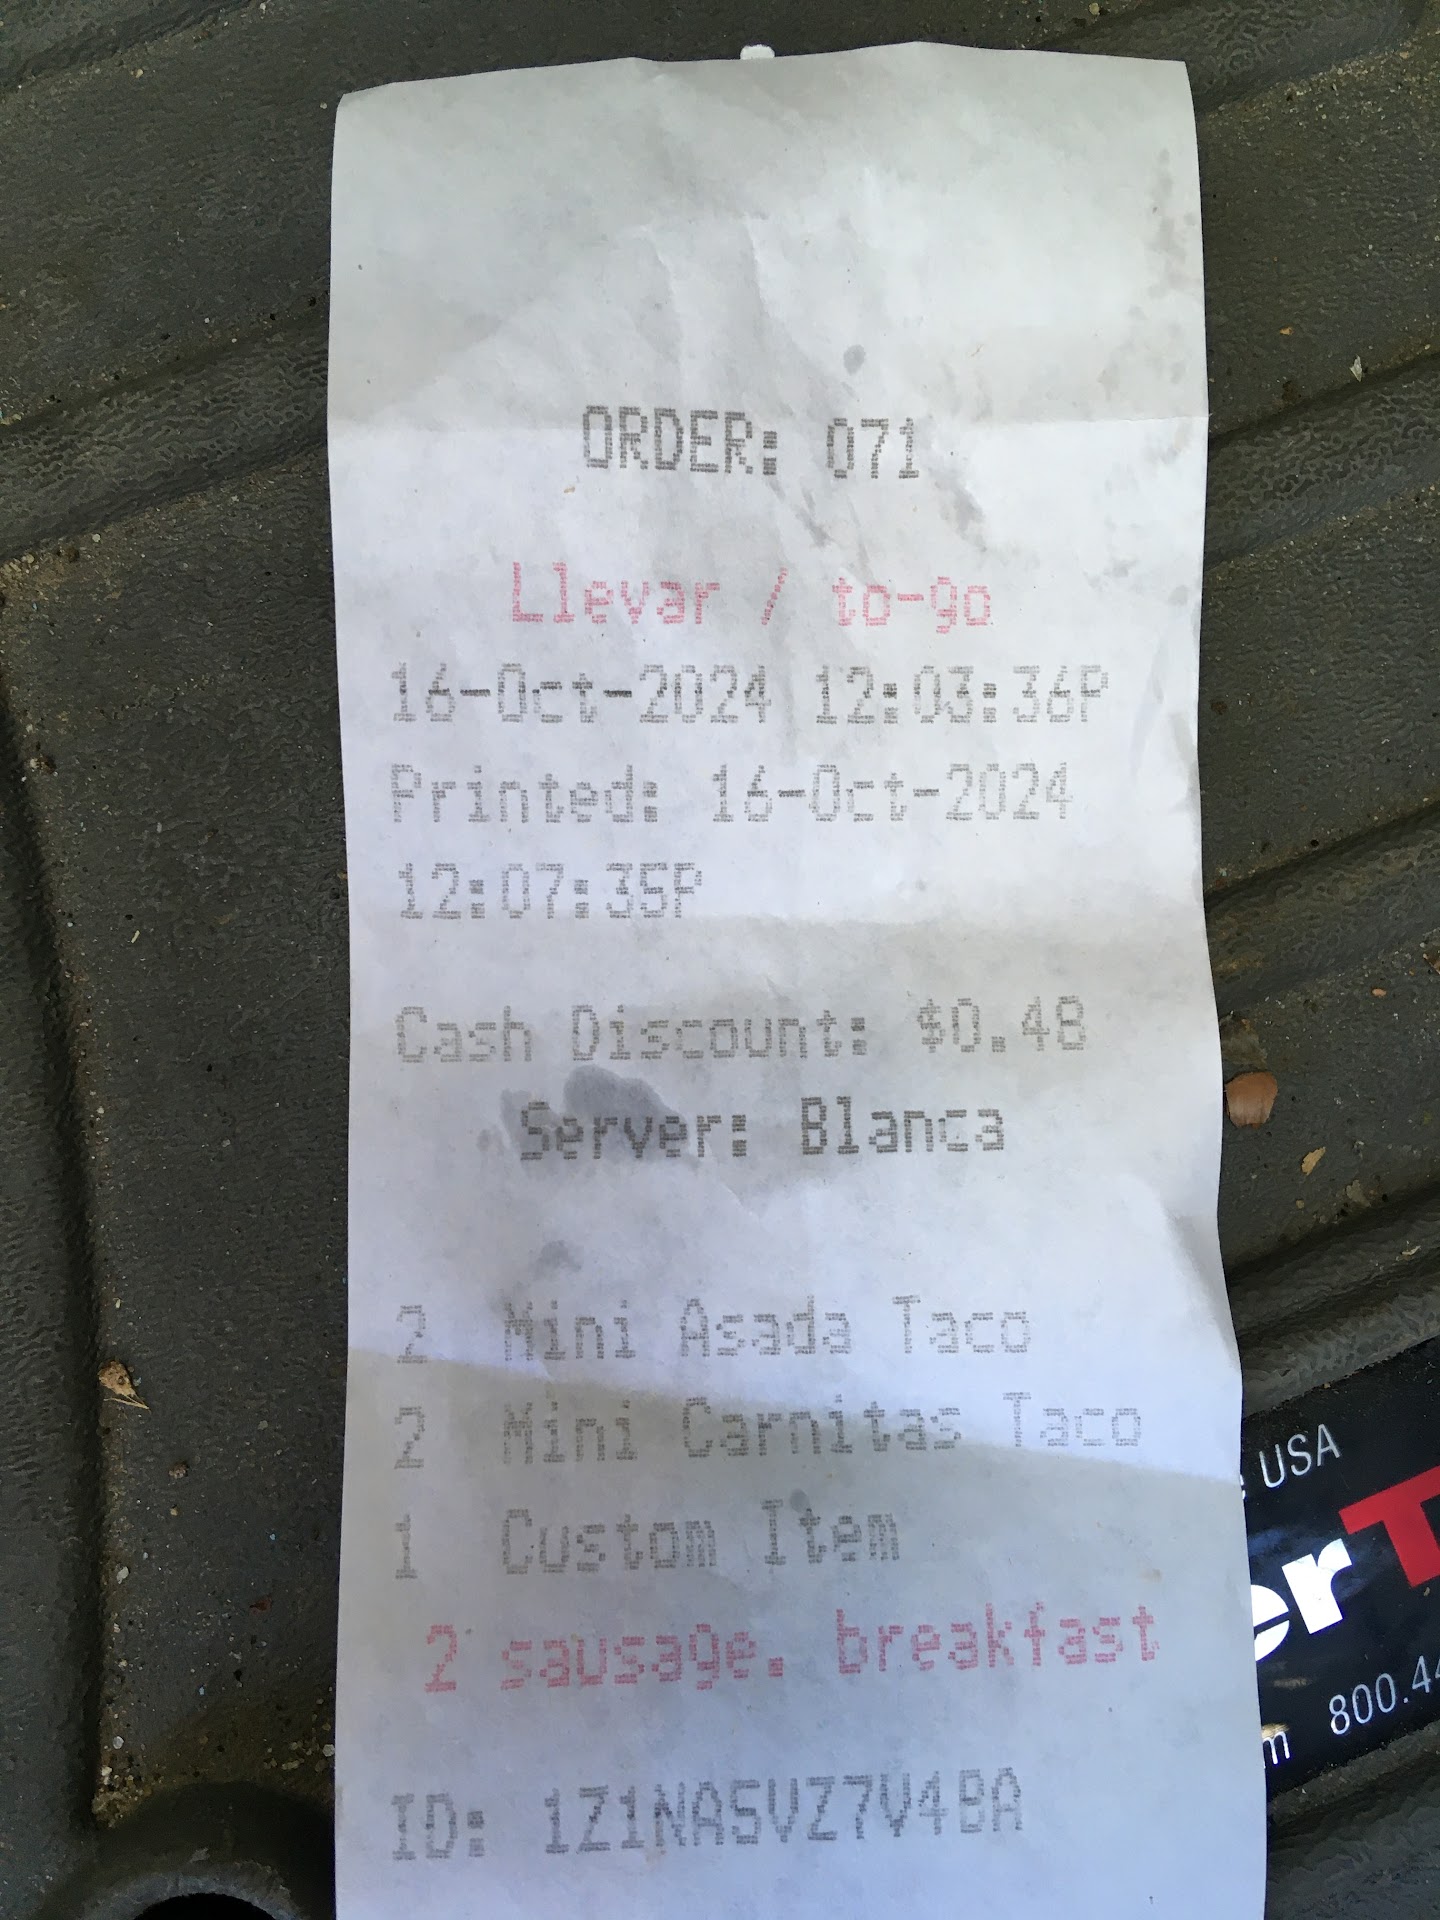 ORDER: 071
Llevar / to-go
16-Oct-2024 12:03:36P
Printed: 16-Oct-2024
12:07:35P
Cash Discount: $0.48
Server: Blanca
2 Mini Asada Taco
2 Mini Carnitas Taco
1 Custom Item
2 sausage. breakfast
ID: 1Z1NASVZ7V4BA
USA
er T
800.44
m